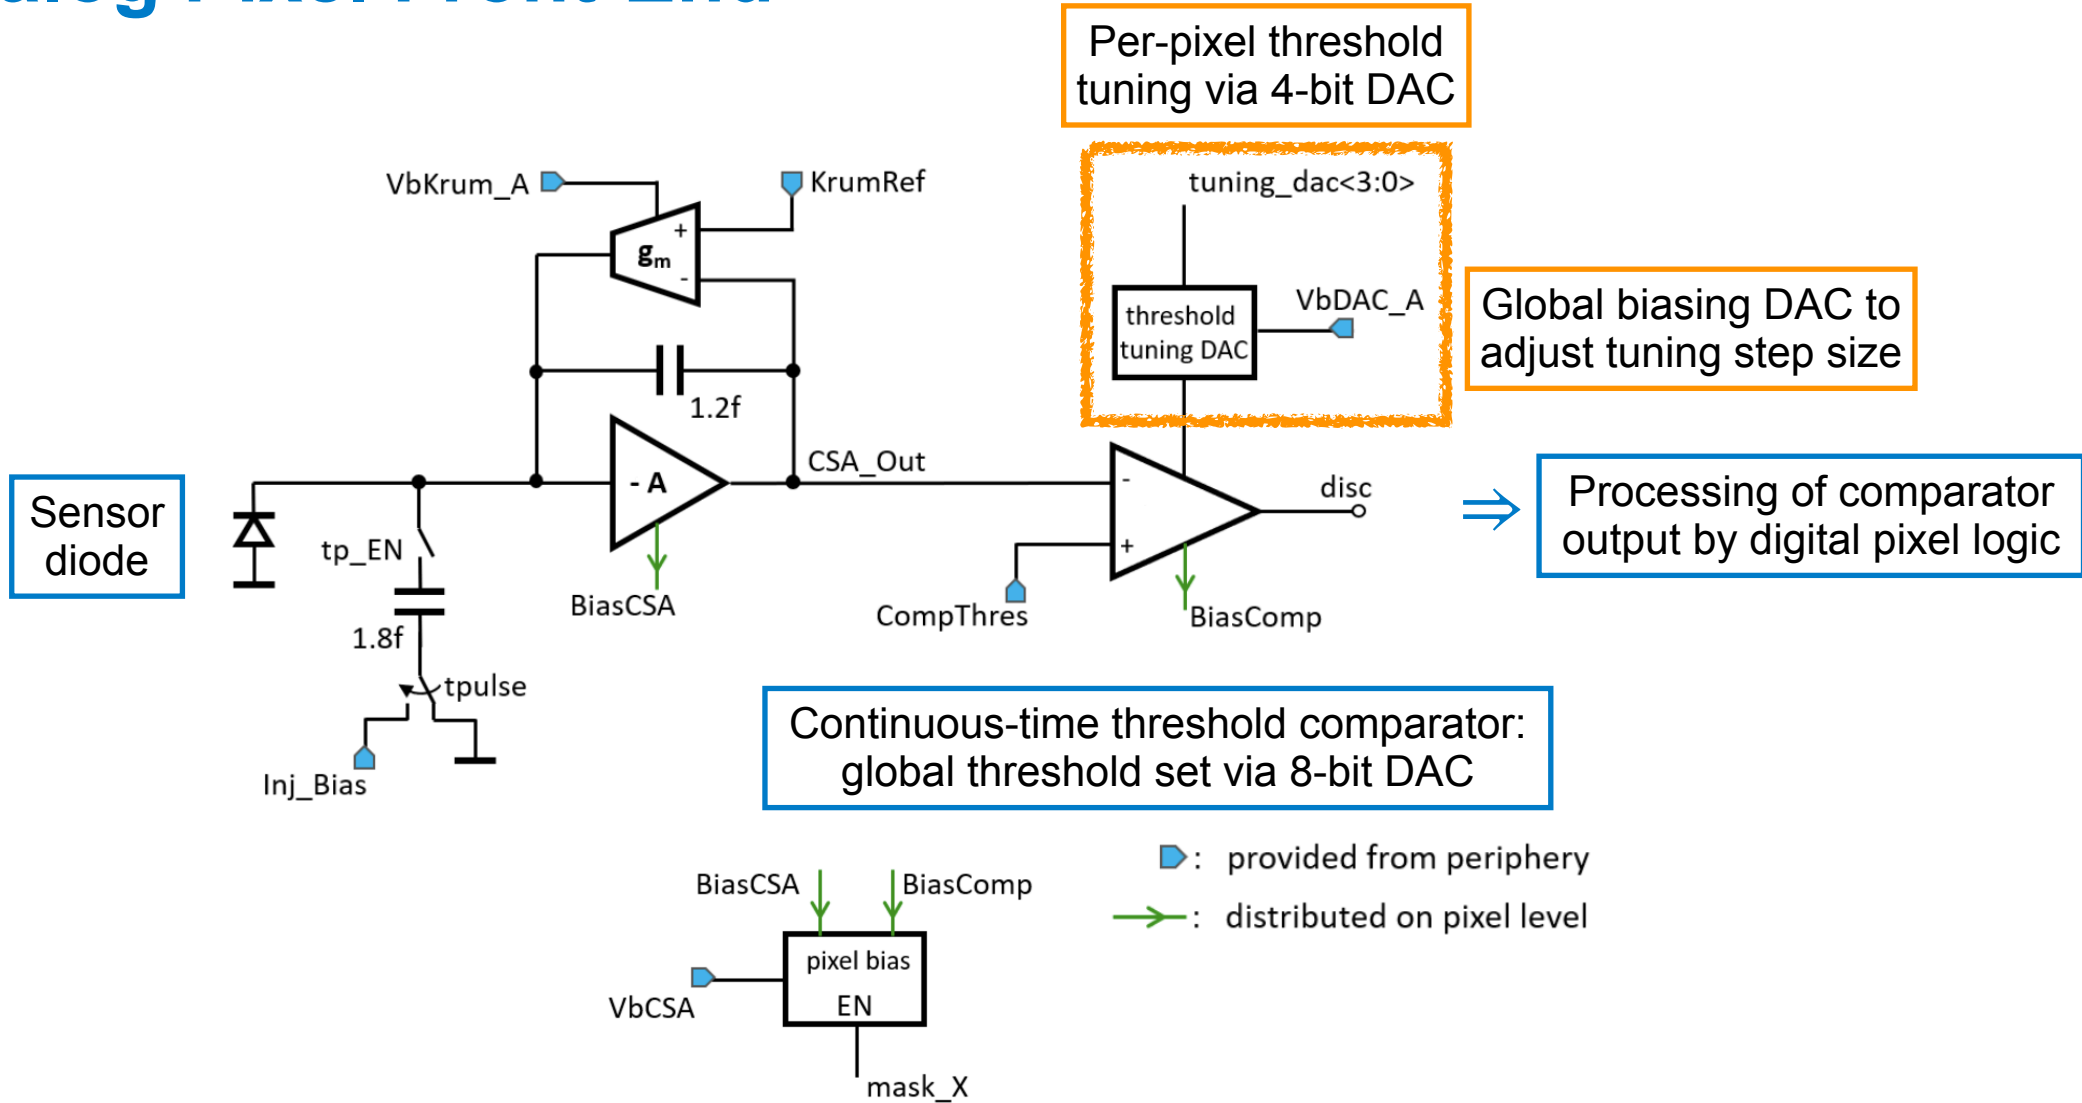 Per-pixel threshold
tuning via 4-bit DAC
VbKrum_A
KrumRef
tuning_dac<3:0>
+
gm
-
VbDAC_A
threshold
tuning DAC
Global biasing DAC to
adjust tuning step size
1.2f
Sensor
diode
- A
CSA_Out
-
disc
⇒
Processing of comparator
output by digital pixel logic
tp_EN
+
BiasCSA
CompThres
BiasComp
1.8f
tpulse
Inj_Bias
Continuous-time threshold comparator:
global threshold set via 8-bit DAC
: provided from periphery
: distributed on pixel level
BiasCSA
BiasComp
pixel bias
EN
VbCSA
mask_X